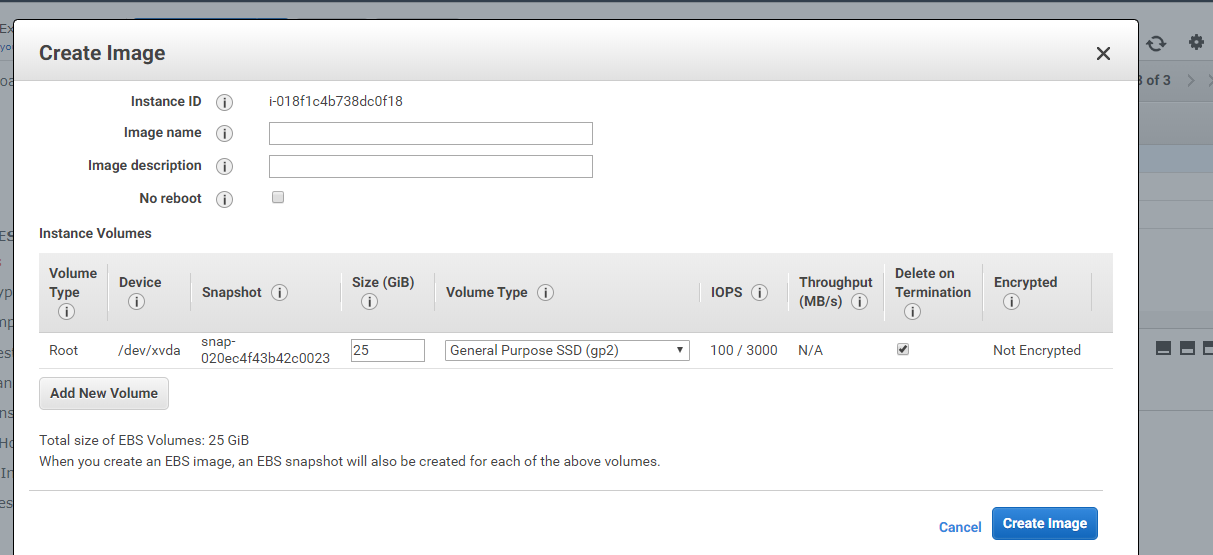 Create Image
3 of 3
Instance ID i-018f1c4b738dc0f18
Image name
Image description
No reboot
Instance Volumes
Volume Type Device Snapshot Size (GiB) Volume Type IOPS Throughput (MB/s) Delete on Termination Encrypted
Root /dev/xvda snap-020ec4f43b42c0023 25 General Purpose SSD (gp2) 100 / 3000 N/A Not Encrypted
Add New Volume
Total size of EBS Volumes: 25 GiB
When you create an EBS image, an EBS snapshot will also be created for each of the above volumes.
Cancel Create Image